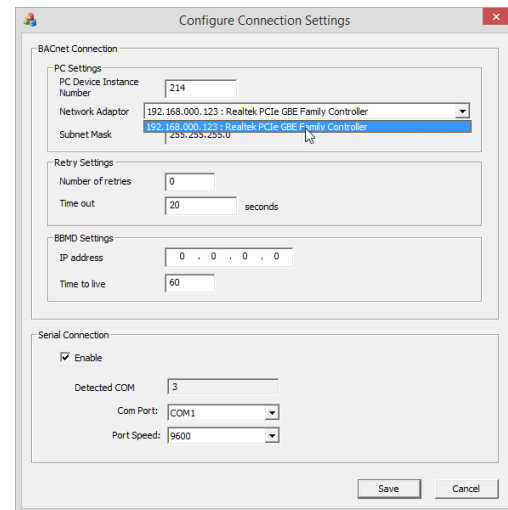 Configure Connection Settings
BACnet Connection
PC Settings
PC Device Instance
Number
214
Network Adaptor
192.168.000.123 : Realtek PCIe GBE Family Controller
192.168.000.123 : Realtek PCIe GBE Family Controller
Subnet Mask
255.255.255.0
Retry Settings
Number of retries
0
Time out
20
seconds
BBMD Settings
IP address
0 . 0 . 0 . 0
Time to live
60
Serial Connection
Enable
Detected COM
3
Com Port:
COM1
Port Speed:
9600
Save
Cancel